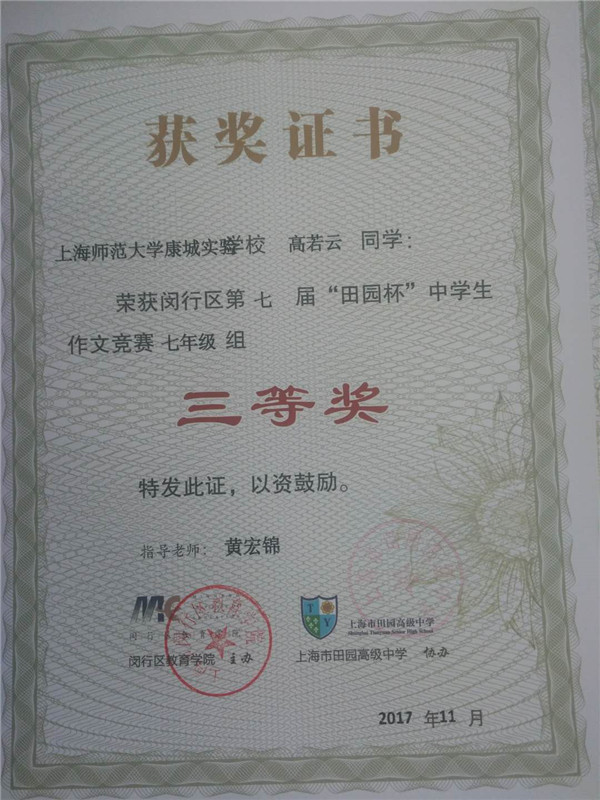 获奖证书
上海师范大学康城实验学校 高若云 同学：
荣获闵行区第 七 届“田园杯”中学生
作文竞赛 七年级 组
三等奖
特发此证，以资鼓励。
指导老师： 黄宏锦
T Y
上海市田园高级中学
Shanghai Tianyuan Senior High School
闵行区教育学院 主办
上海市田园高级中学 协办
2017 年 11 月